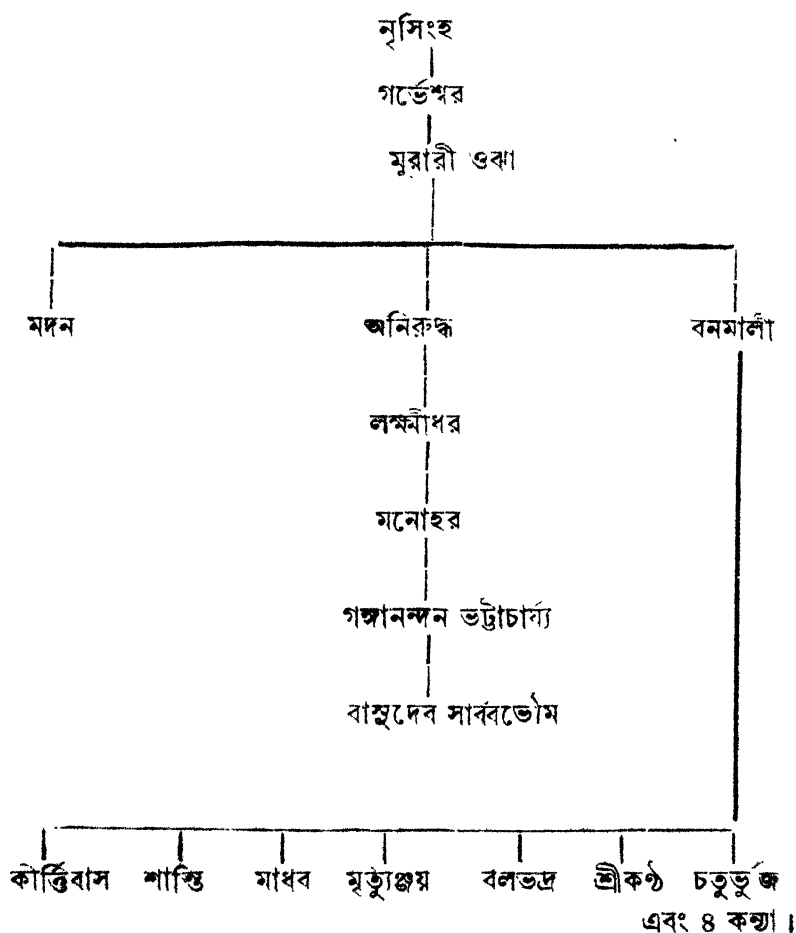 নৃসিংহ
গর্ভেশ্বর
মুরারী ওঝা
মদন অনিরুদ্ধ বনমালী
লক্ষ্মীধর
মনোহর
গঙ্গানন্দন ভট্টাচার্য্য
বাসুদেব সার্ব্বভৌম
কীর্ত্তিবাস শান্তি মাধব মৃত্যুঞ্জয় বলভদ্র শ্রীকণ্ঠ চতুর্ভুজ
এবং ৪ কন্যা।